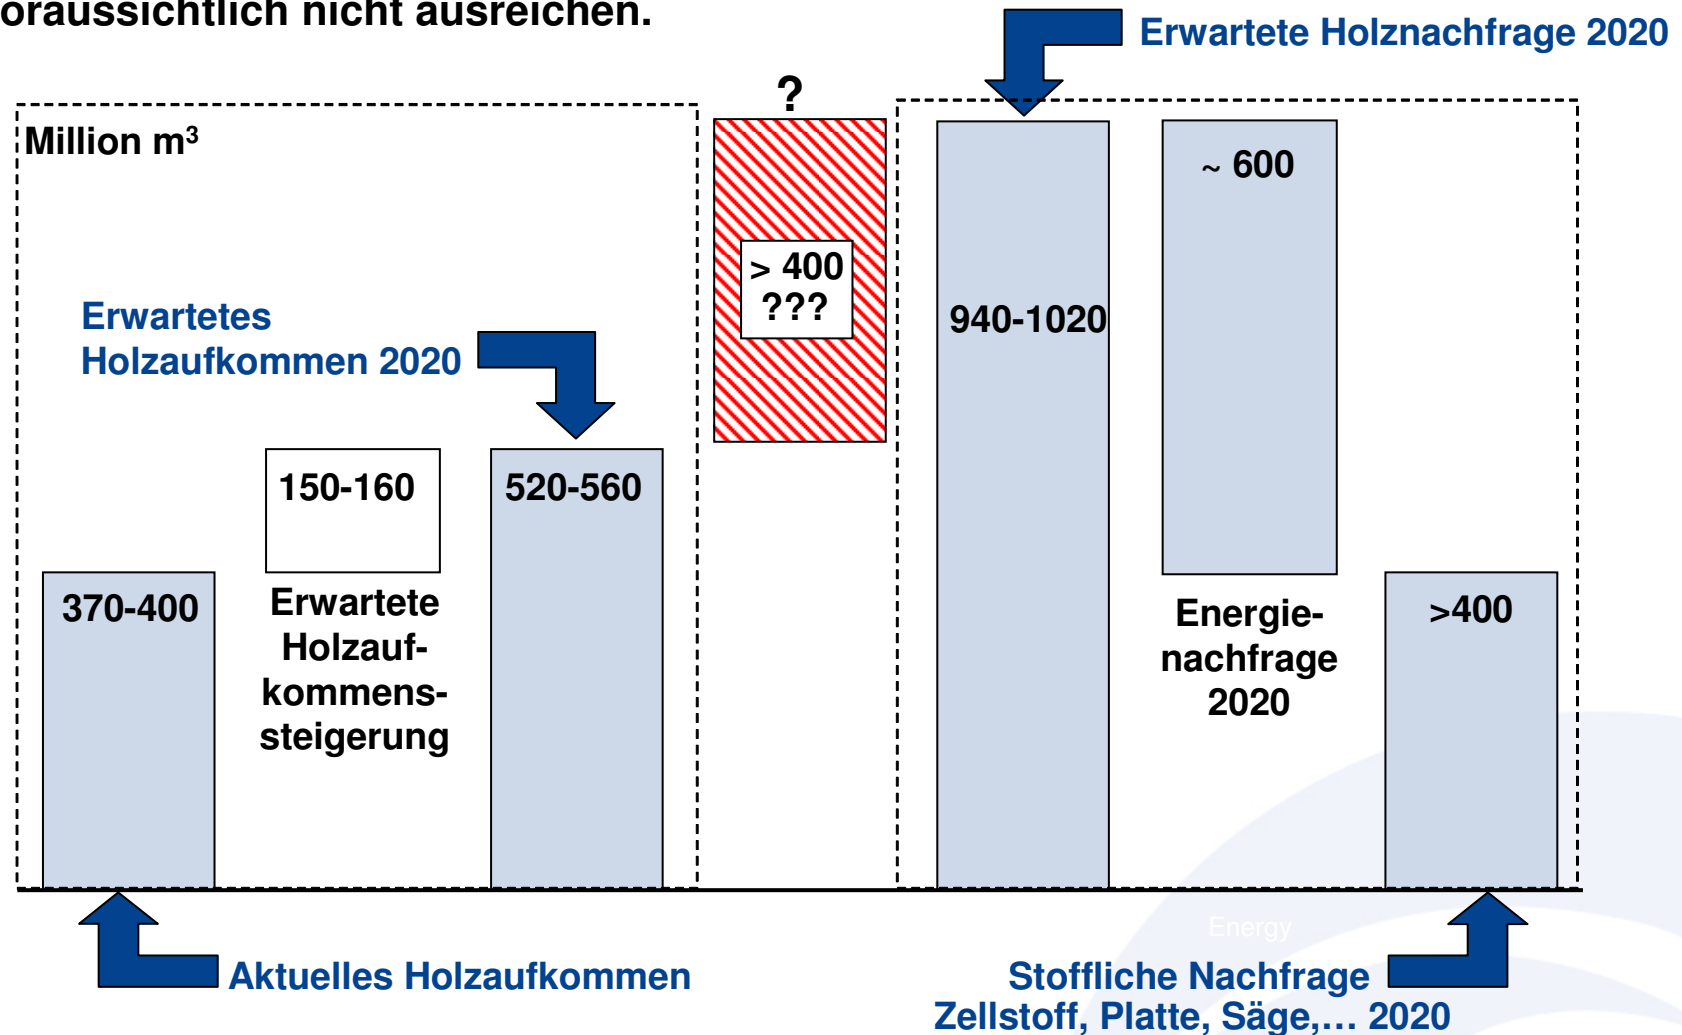 oraussichtlich nicht ausreichen.
Erwartete Holznachfrage 2020
?
Million m³
~ 600
> 400
???
940-1020
Erwartetes
Holzaufkommen 2020
150-160
520-560
370-400
Erwartete
Holzauf-
kommens-
steigerung
Energie-
nachfrage
2020
>400
Energy
Aktuelles Holzaufkommen
Stoffliche Nachfrage
Zellstoff, Platte, Säge,... 2020